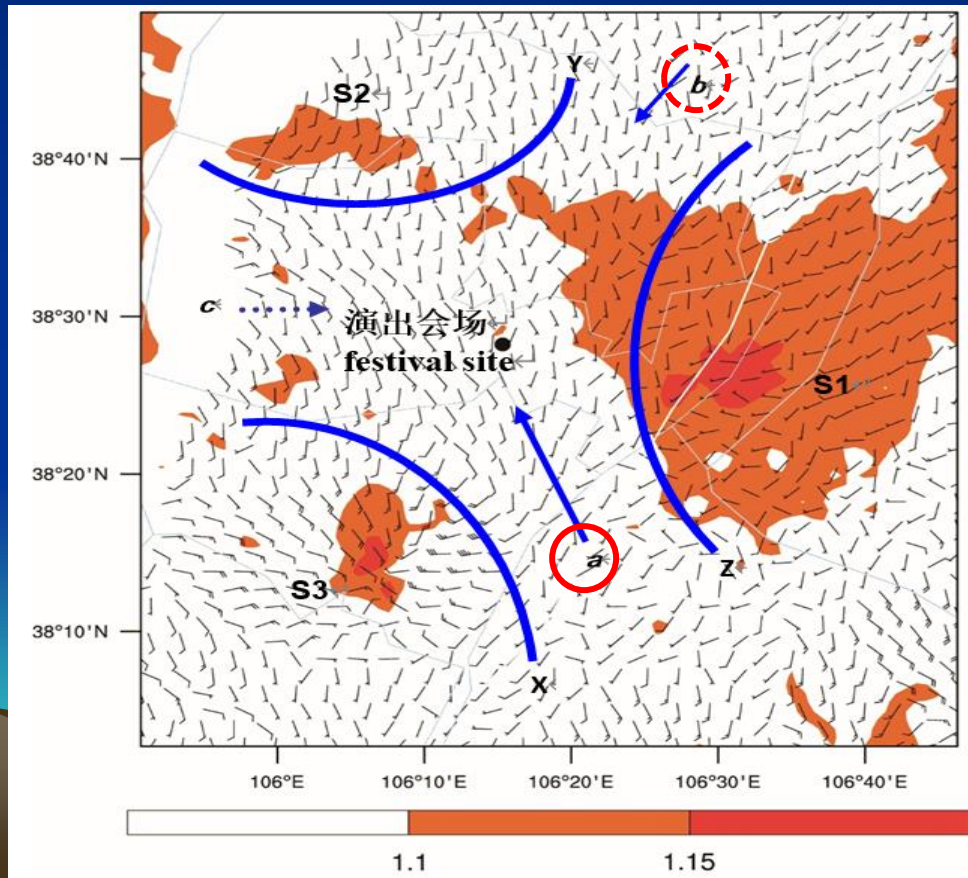 Y
S2
b
38°40'N
c
38°30'N
演出会场
festival site
S1
38°20'N
a
Z
S3
38°10'N
X
106°E
106°10'E
106°20'E
106°30'E
106°40'E
1.1
1.15